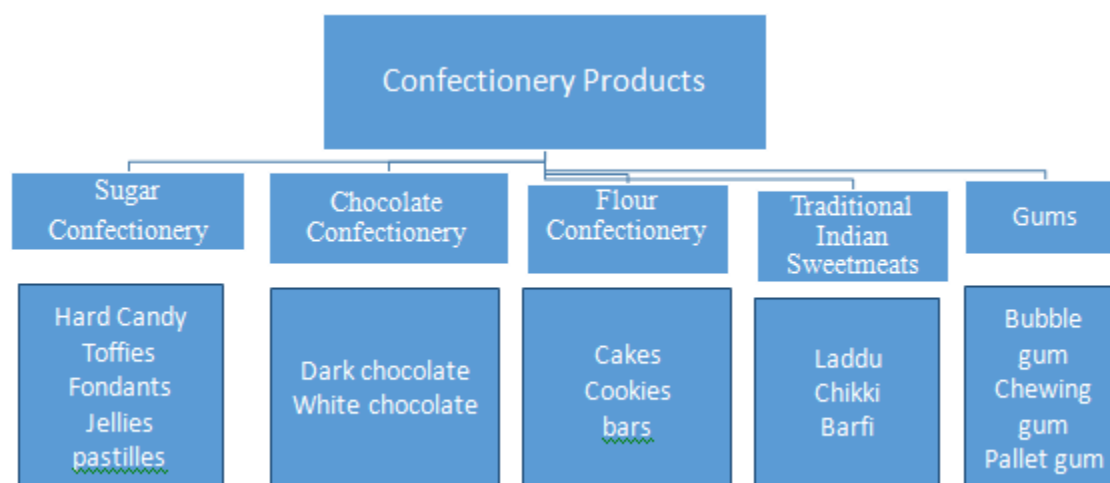 Confectionery Products
Sugar
Confectionery
Chocolate
Confectionery
Flour
Confectionery
Traditional
Indian
Sweetmeats
Gums
Hard Candy
Toffies
Fondants
Jellies
pastilles
Dark chocolate
White chocolate
Cakes
Cookies
bars
Laddu
Chikki
Barfi
Bubble
gum
Chewing
gum
Pallet gum